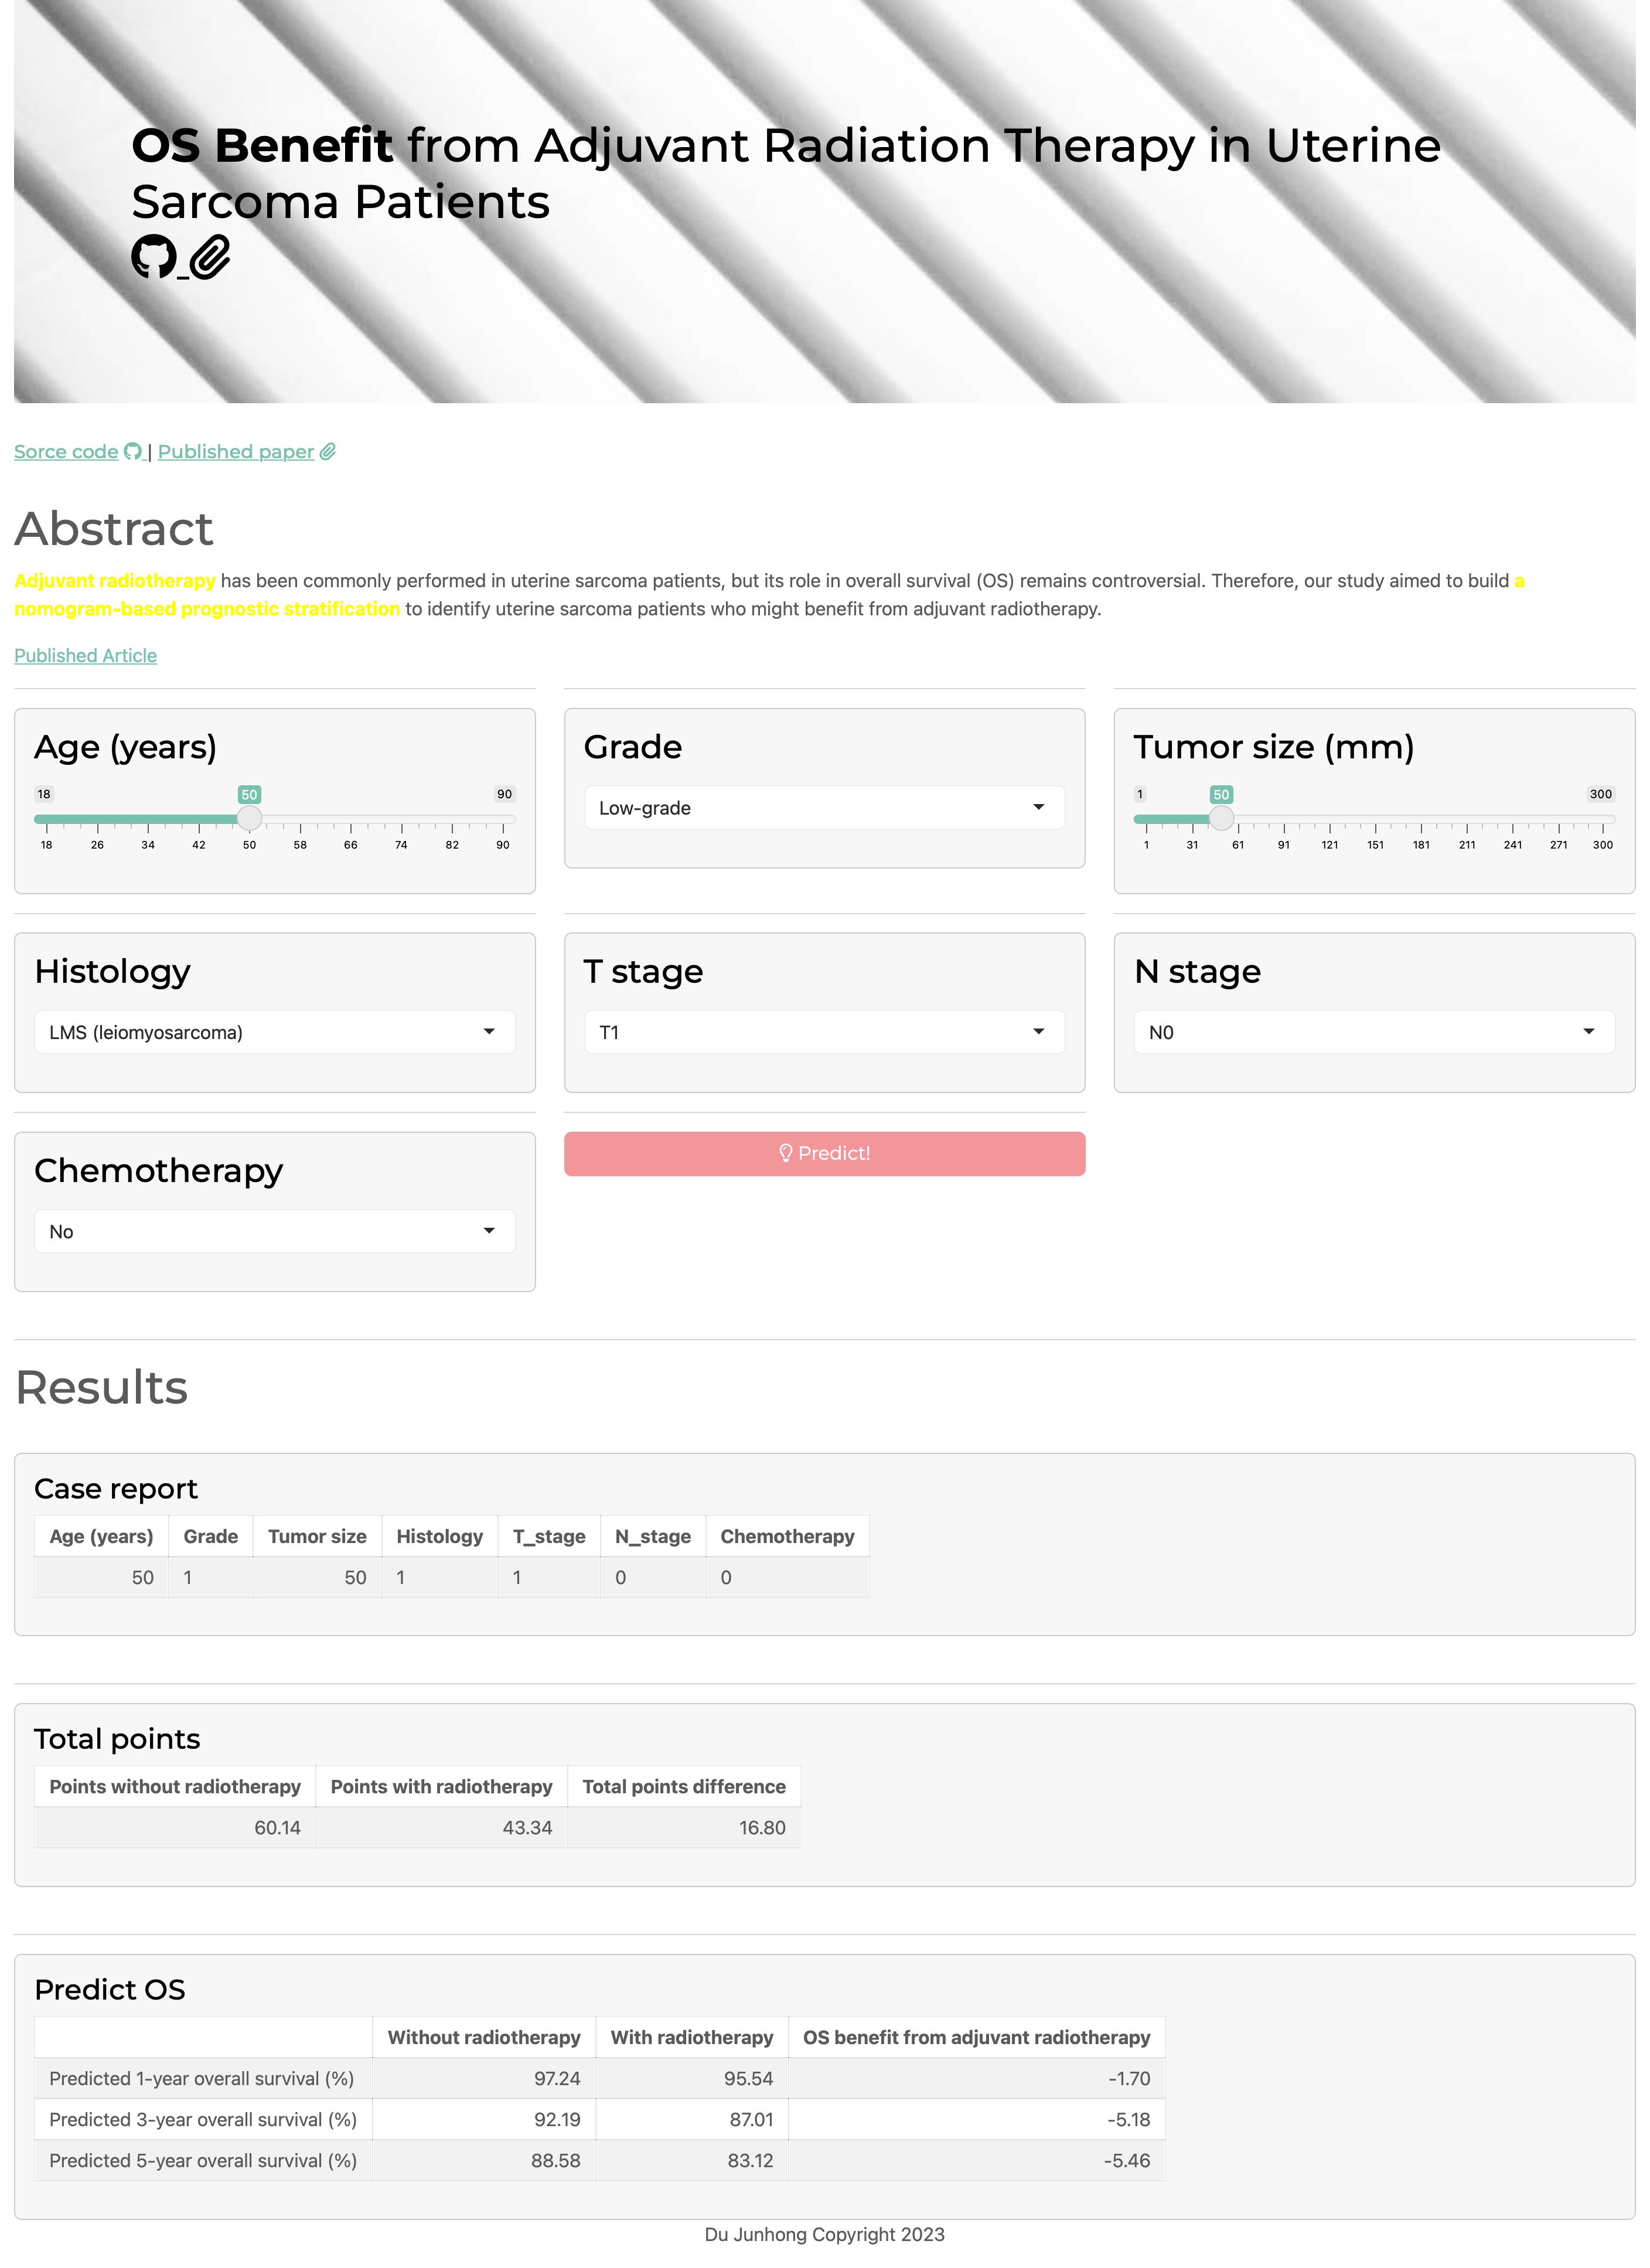 OS Benefit from Adjuvant Radiation Therapy in Uterine
Sarcoma Patients
Sorce code | Published paper
Abstract
Adjuvant radiotherapy has been commonly performed in uterine sarcoma patients, but its role in overall survival (OS) remains controversial. Therefore, our study aimed to build a
nomogram-based prognostic stratification to identify uterine sarcoma patients who might benefit from adjuvant radiotherapy.
Published Article
Age (years)
18 50 90
18 26 34 42 50 58 66 74 82 90
Grade
Low-grade
Tumor size (mm)
1 50 300
1 31 61 91 121 151 181 211 241 271 300
Histology
LMS (leiomyosarcoma)
T stage
T1
N stage
N0
Chemotherapy
No
Predict!
Results
Case report
Age (years) Grade Tumor size Histology T_stage N_stage Chemotherapy
50 1 50 1 1 0 0
Total points
Points without radiotherapy Points with radiotherapy Total points difference
60.14 43.34 16.80
Predict OS
Without radiotherapy With radiotherapy OS benefit from adjuvant radiotherapy
Predicted 1-year overall survival (%) 97.24 95.54 -1.70
Predicted 3-year overall survival (%) 92.19 87.01 -5.18
Predicted 5-year overall survival (%) 88.58 83.12 -5.46
Du Junhong Copyright 2023